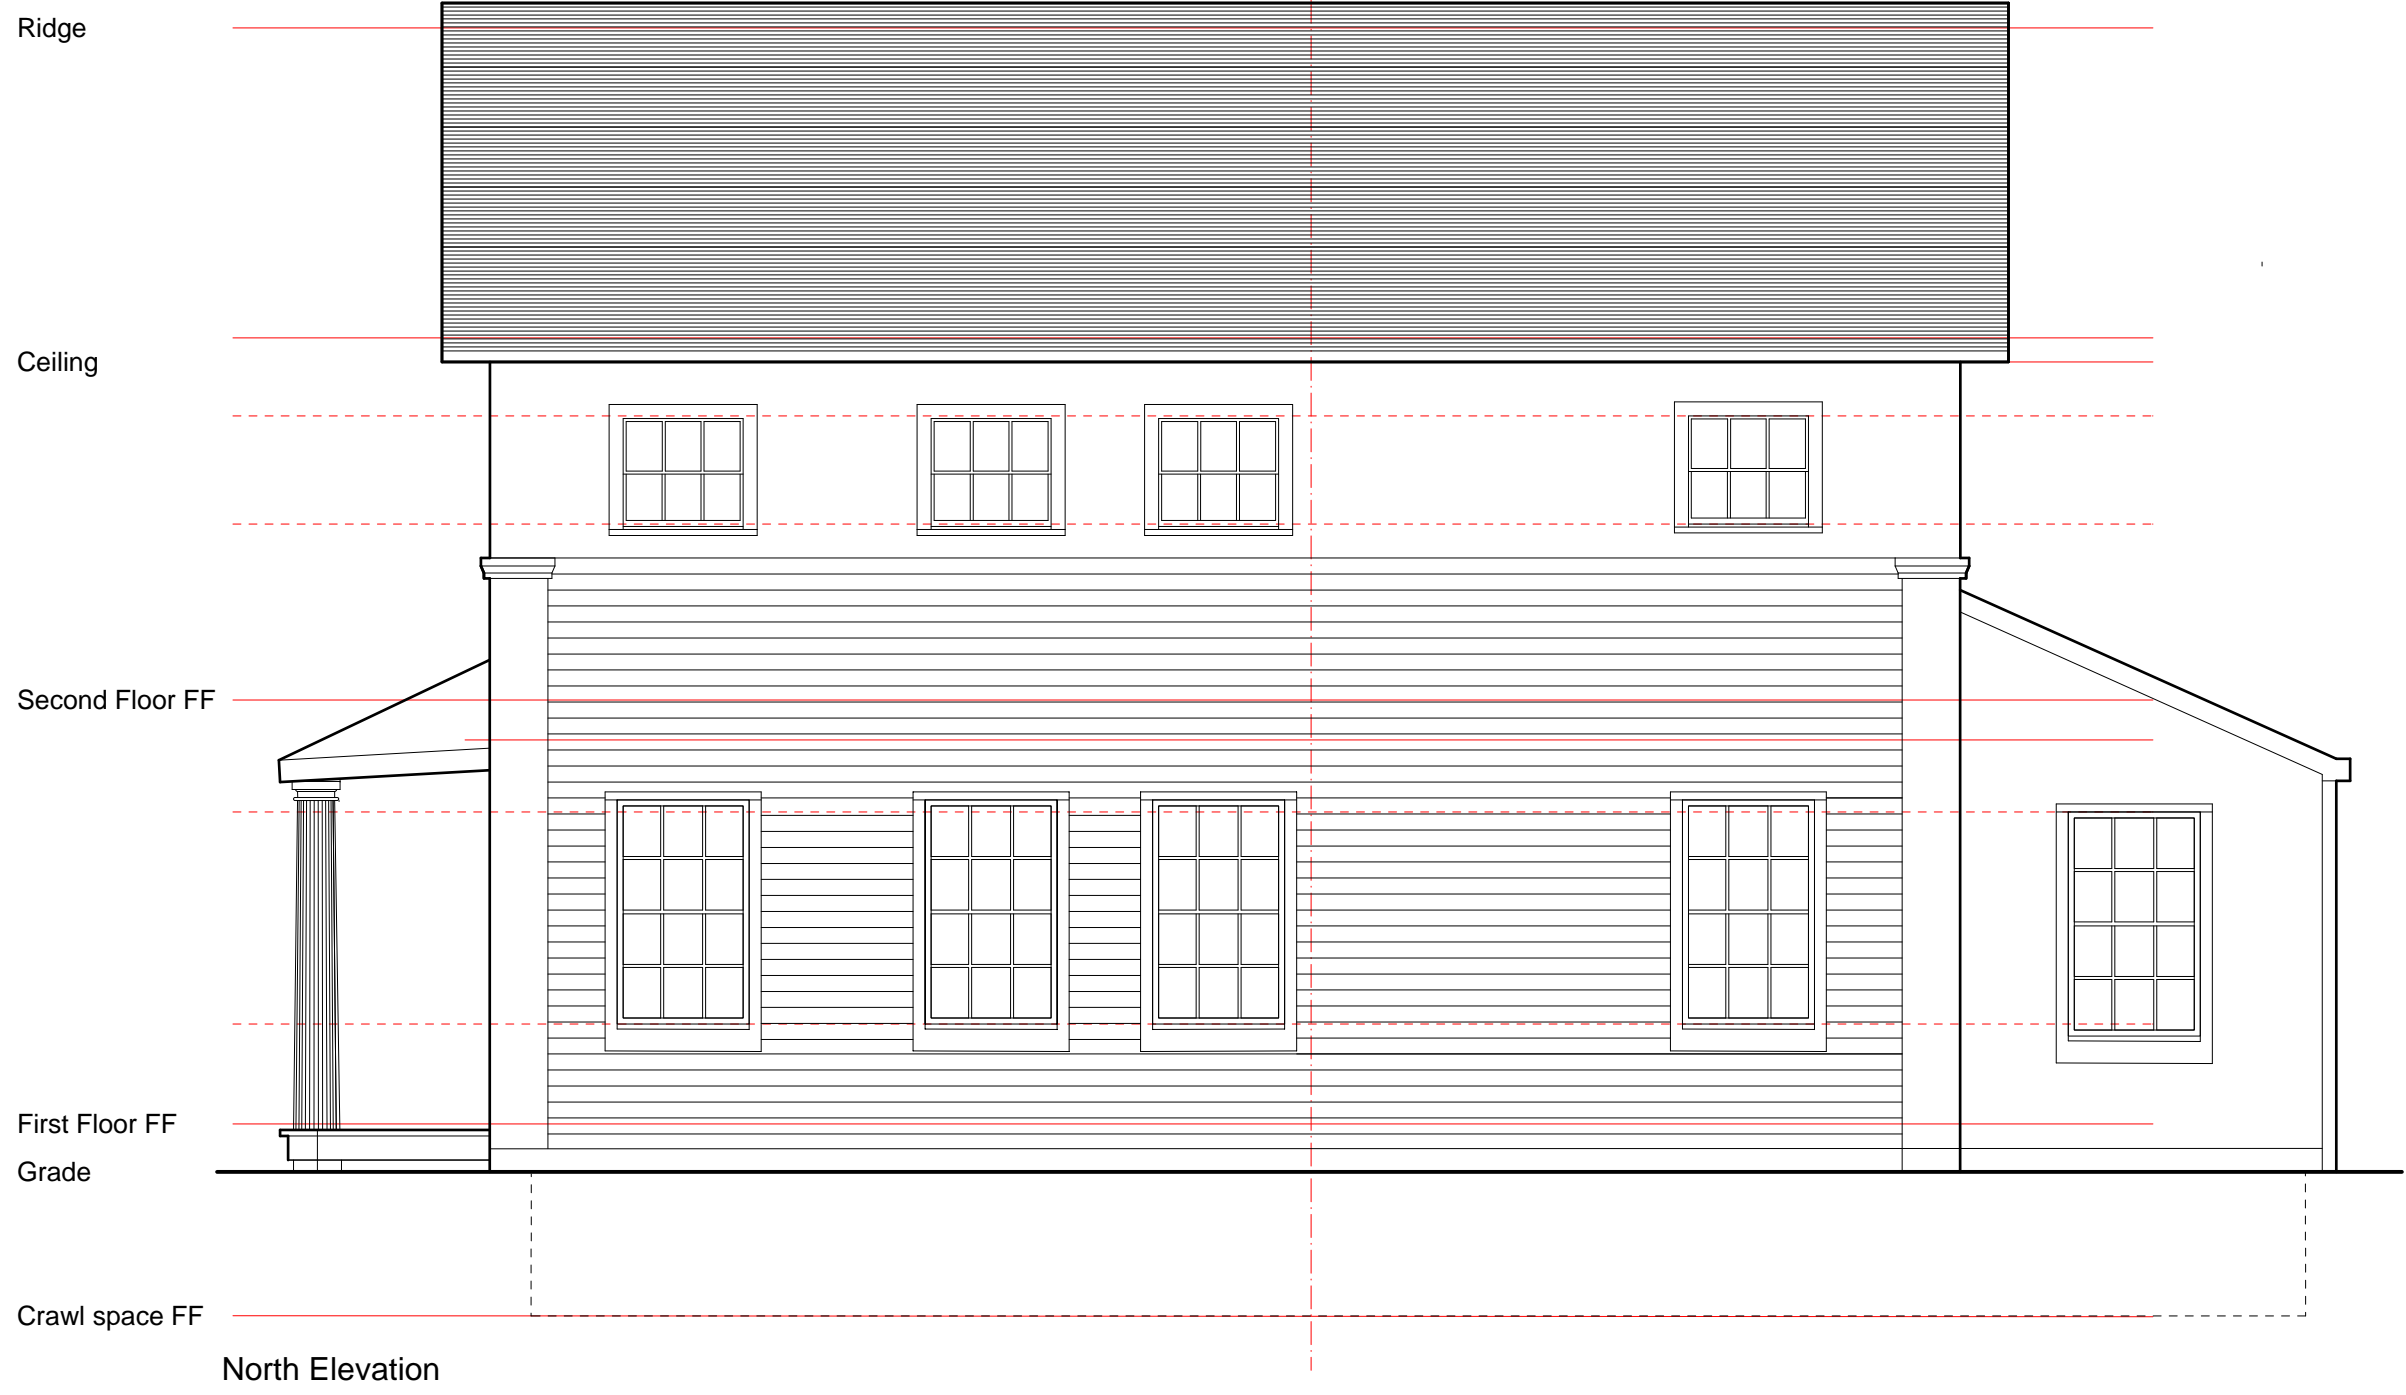 Ridge
Ceiling
Second Floor FF
First Floor FF
Grade
Crawl space FF
North Elevation